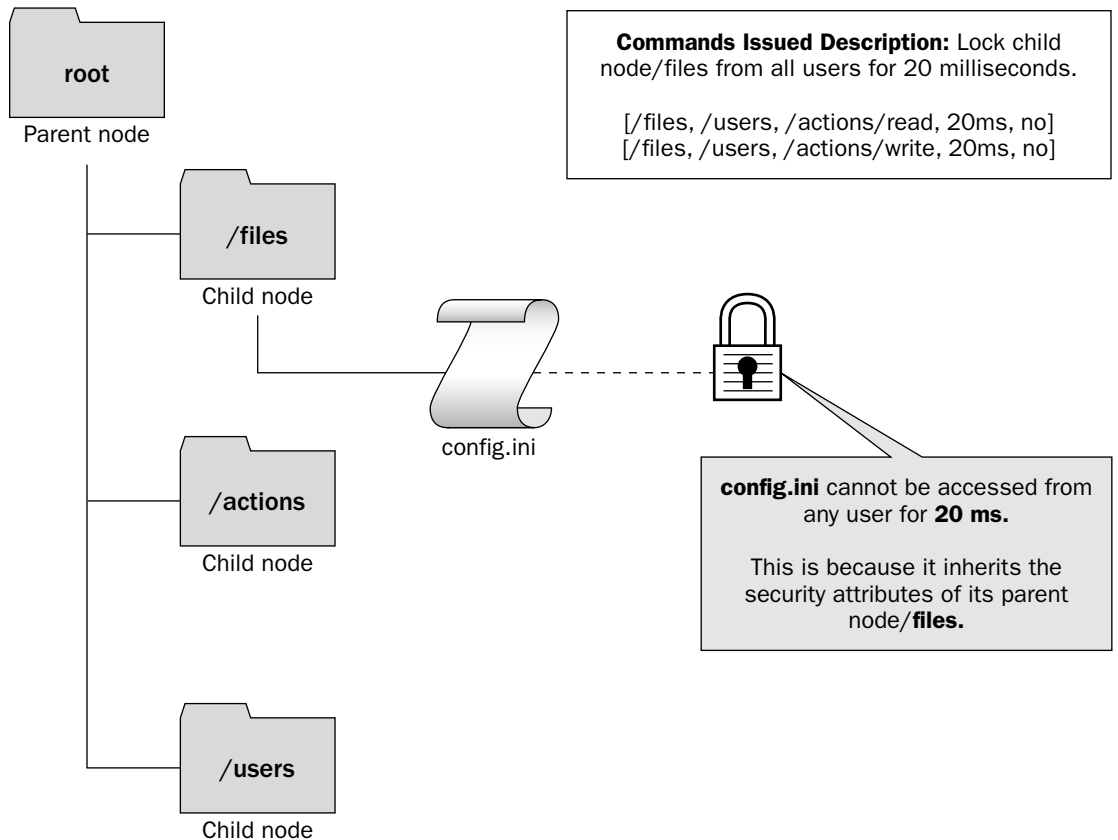 root
Parent node
Commands Issued Description: Lock child
node/files from all users for 20 milliseconds.
[/files, /users, /actions/read, 20ms, no]
[/files, /users, /actions/write, 20ms, no]
/files
Child node
config.ini
config.ini cannot be accessed from
any user for 20 ms.
This is because it inherits the
security attributes of its parent
node/files.
/actions
Child node
/users
Child node